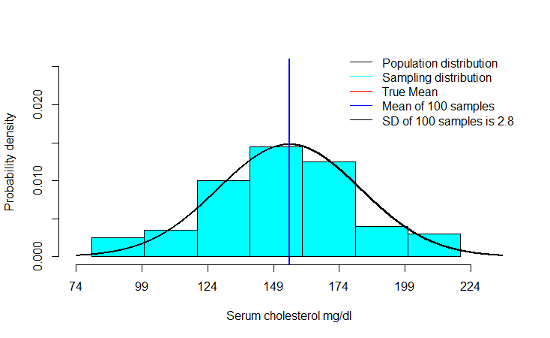 Population distribution
Sampling distribution
True Mean
Mean of 100 samples
SD of 100 samples is 2.8
Probability density
0.000
0.010
0.020
74
99
124
149
174
199
224
Serum cholesterol mg/dl